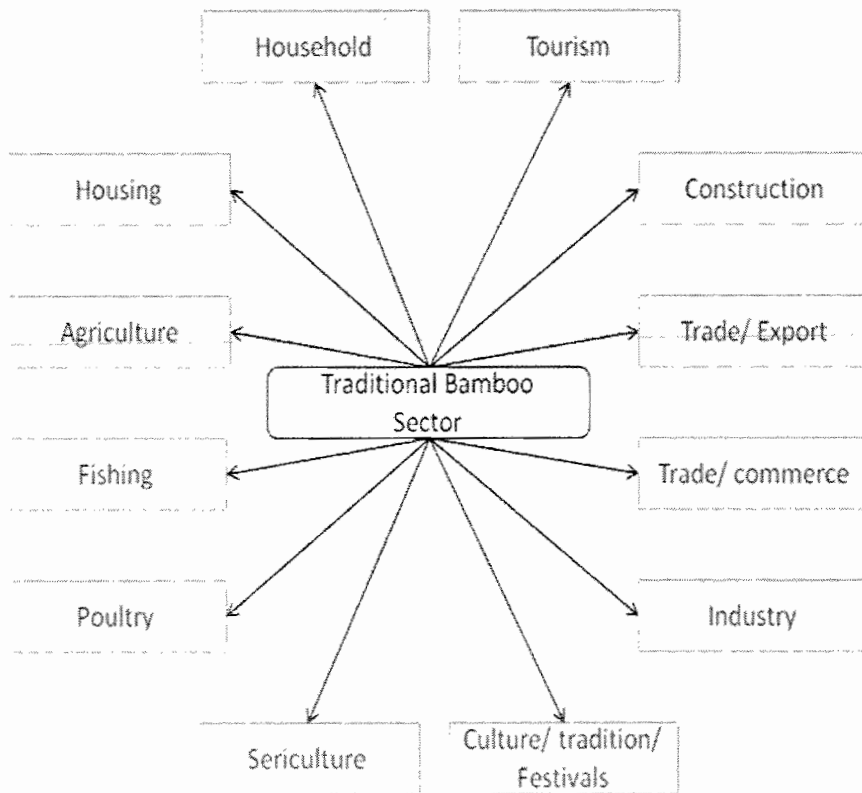 Household
Tourism
Housing
Construction
Agriculture
Trade/ Export
Traditional Bamboo
Sector
Fishing
Trade/ commerce
Poultry
Industry
Sericulture
Culture/ tradition/
Festivals